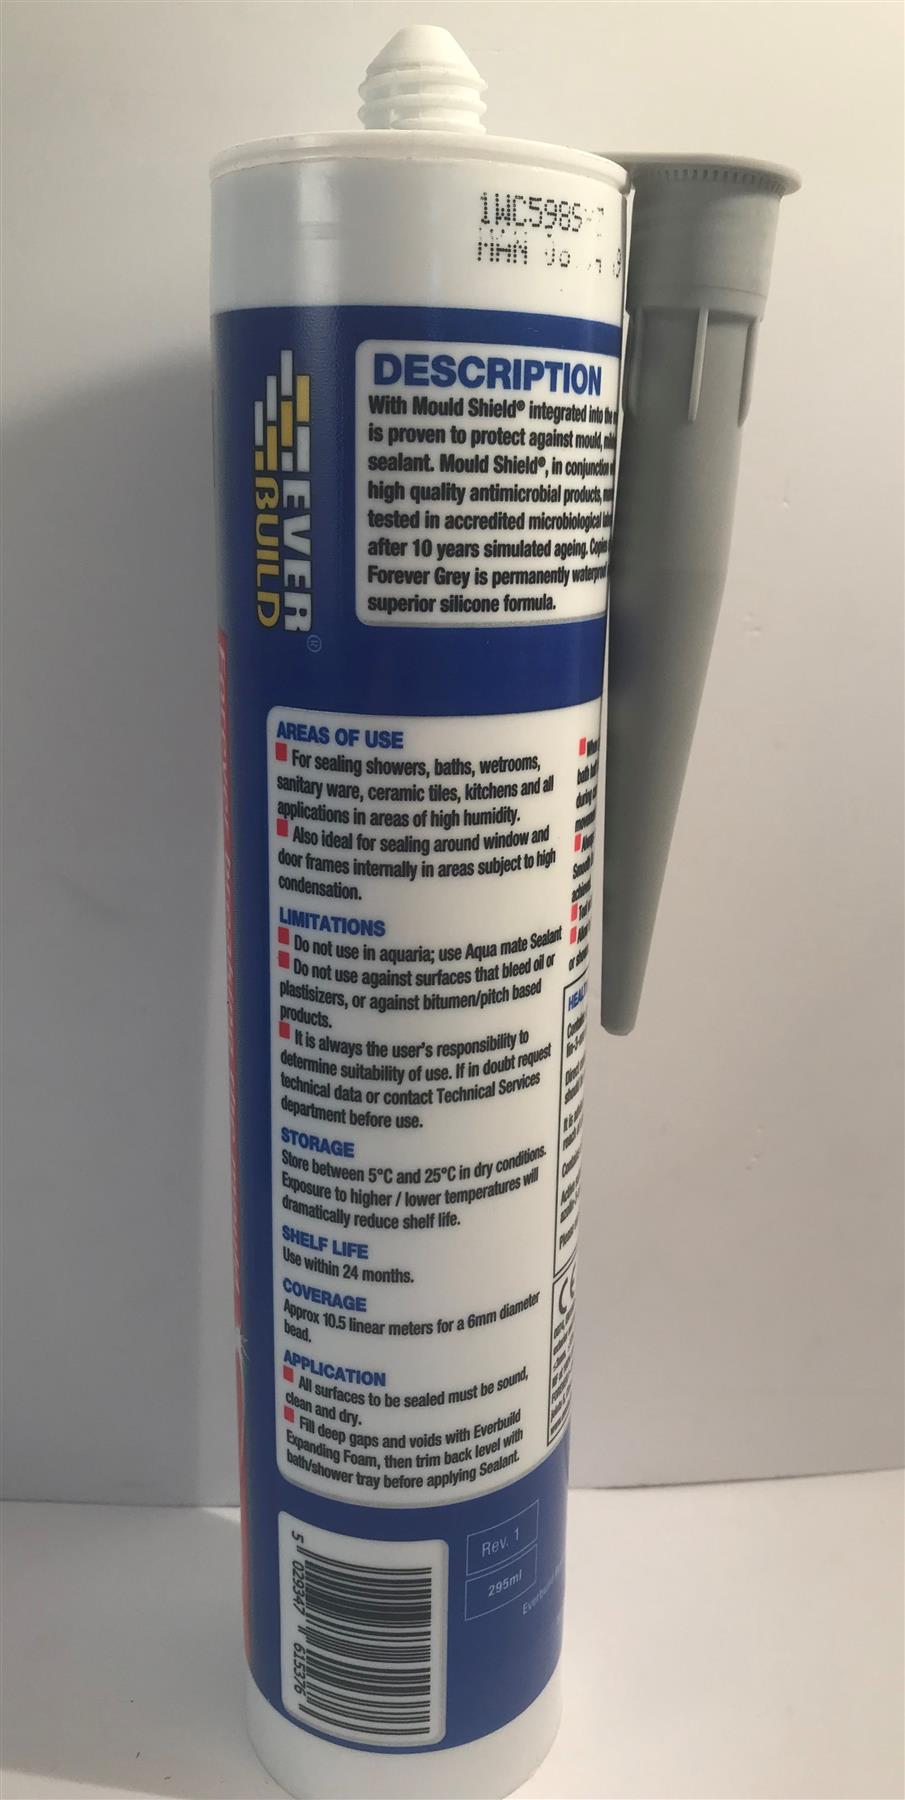 1WC5985
MAN
EVER
BUILD
DESCRIPTION
With Mould Shield® integrated into the
is proven to protect against mould,
sealant. Mould Shield®, in conjunction
high quality antimicrobial products,
tested in accredited microbiological
after 10 years simulated ageing. Copies
Forever Grey is permanently waterproof
superior silicone formula.
AREAS OF USE
For sealing showers, baths, wetrooms,
sanitary ware, ceramic tiles, kitchens and all
applications in areas of high humidity.
Also ideal for sealing around window and
door frames internally in areas subject to high
condensation.
LIMITATIONS
Do not use in aquaria; use Aqua mate Sealant
Do not use against surfaces that bleed oil or
plastisizers, or against bitumen/pitch based
products.
It is always the user's responsibility to
determine suitability of use. If in doubt request
technical data or contact Technical Services
department before use.
STORAGE
Store between 5°C and 25°C in dry conditions.
Exposure to higher / lower temperatures will
dramatically reduce shelf life.
SHELF LIFE
Use within 24 months.
COVERAGE
Approx 10.5 linear meters for a 6mm diameter
bead.
APPLICATION
All surfaces to be sealed must be sound,
clean and dry.
Fill deep gaps and voids with Everbuild
Expanding Foam, then trim back level with
bath/shower tray before applying Sealant.
bath
during
CE
Rev. 1
295ml
5 029347 615376